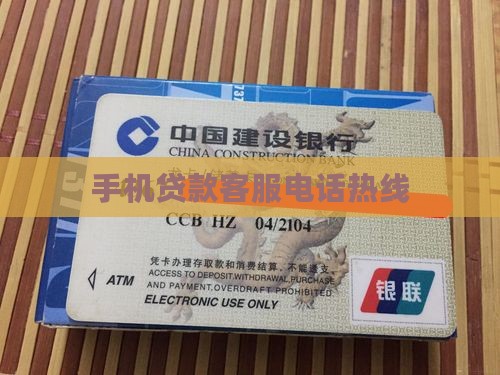 中国建设银行
CHINA CONSTRUCTION BANK
手机贷款客服电话热线
CCB HZ 04/2104
凭卡办理存取款和消费结算，不能透支。
ACCESS TO DEPOSIT.WITHDRAWAL.PURCHASE
AND PAYMENT.OVERDRAFT PROHIBITED.
ATM
ELECTRONIC USE ONLY
银联